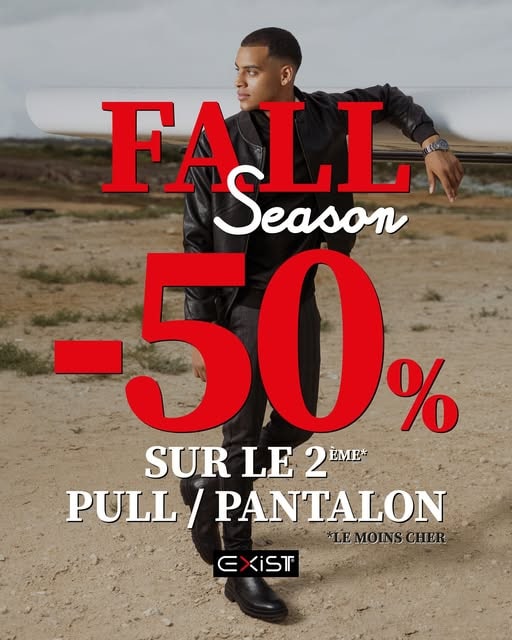 FALL
Season
-50%
SUR LE 2ÈME*
PULL / PANTALON
*LE MOINS CHER
EXiST